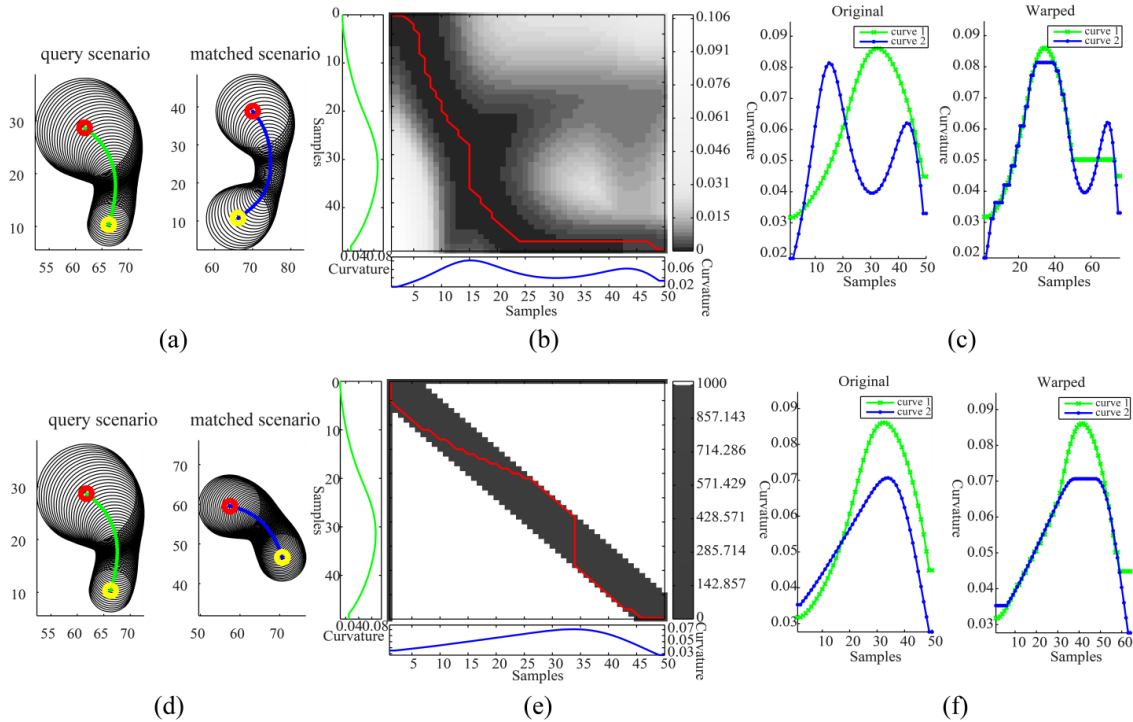 query scenario
matched scenario
30
20
10
55 60 65 70
40
30
20
10
60 70 80
(a)
0
10
20
30
40
Samples
0.04 0.08
Curvature
5 10 15 20 25 30 35 40 45 50
Samples
0.06
0.02
Curvature
0.106
0.091
0.076
0.061
0.046
0.031
0.015
0
(b)
Original
curve 1
curve 2
0.09
0.08
0.07
0.06
0.05
0.04
0.03
0.02
Curvature
10 20 30 40 50
Samples
Warped
curve 1
curve 2
0.09
0.08
0.07
0.06
0.05
0.04
0.03
0.02
Curvature
20 40 60
Samples
(c)
query scenario
matched scenario
30
20
10
55 60 65 70
70
60
50
40
50 60 70
(d)
0
10
20
30
40
Samples
0.04 0.08
Curvature
5 10 15 20 25 30 35 40 45 50
Samples
0.07
0.05
0.03
Curvature
1000
857.143
714.286
571.429
428.571
285.714
142.857
0
(e)
Original
curve 1
curve 2
0.09
0.08
0.07
0.06
0.05
0.04
0.03
Curvature
10 20 30 40 50
Samples
Warped
curve 1
curve 2
0.09
0.08
0.07
0.06
0.05
0.04
0.03
Curvature
10 20 30 40 50 60
Samples
(f)